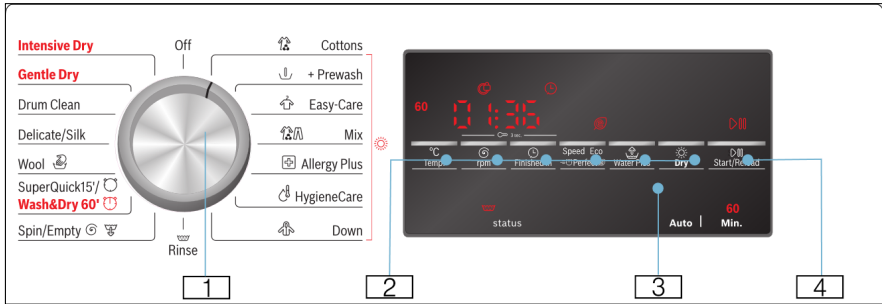 Intensive Dry
Gentle Dry
Drum Clean
Delicate/Silk
Wool
SuperQuick15'/
Wash&Dry 60'
Spin/Empty
Off
Rinse
Cottons
+ Prewash
Easy-Care
Mix
Allergy Plus
HygieneCare
Down
60
01:36
3 sec.
°C
Temp.
rpm
Finished in
Speed Eco
Perfect
Water Plus
Dry
Start/Reload
status
Auto
60
Min.
1
2
3
4